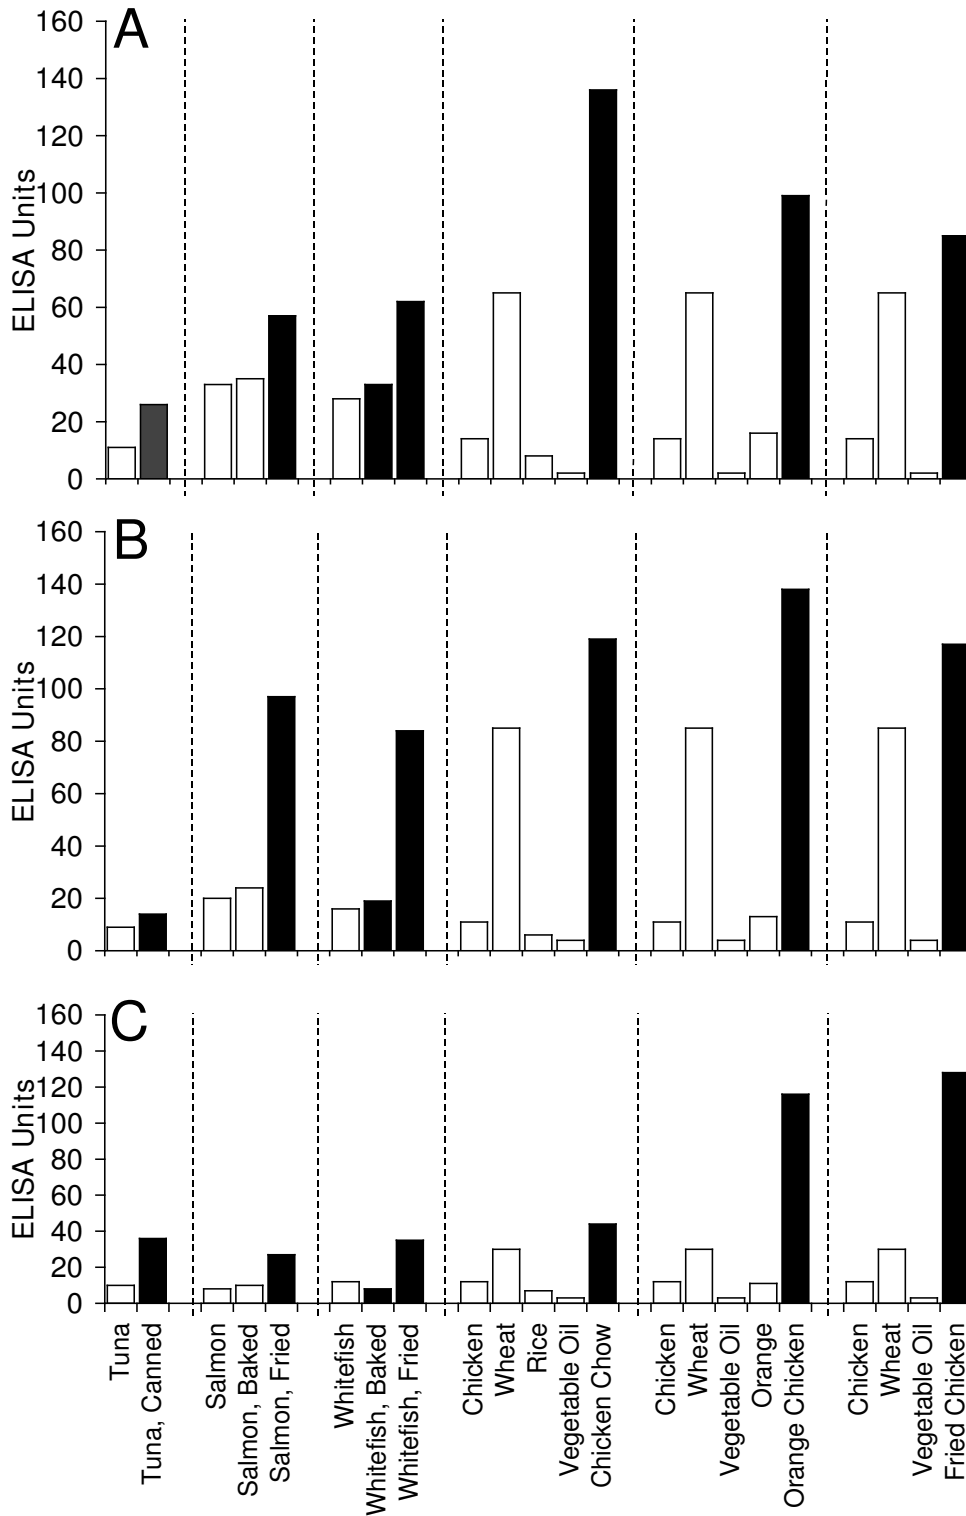 A
160
140
120
100
80
60
40
20
0
ELISA Units
B
160
140
120
100
80
60
40
20
0
ELISA Units
C
160
140
120
100
80
60
40
20
0
ELISA Units
Tuna
Tuna, Canned
Salmon
Salmon, Baked
Salmon, Fried
Whitefish
Whitefish, Baked
Whitefish, Fried
Chicken
Wheat
Rice
Vegetable Oil
Chicken Chow
Chicken
Wheat
Vegetable Oil
Orange
Orange Chicken
Chicken
Wheat
Vegetable Oil
Fried Chicken